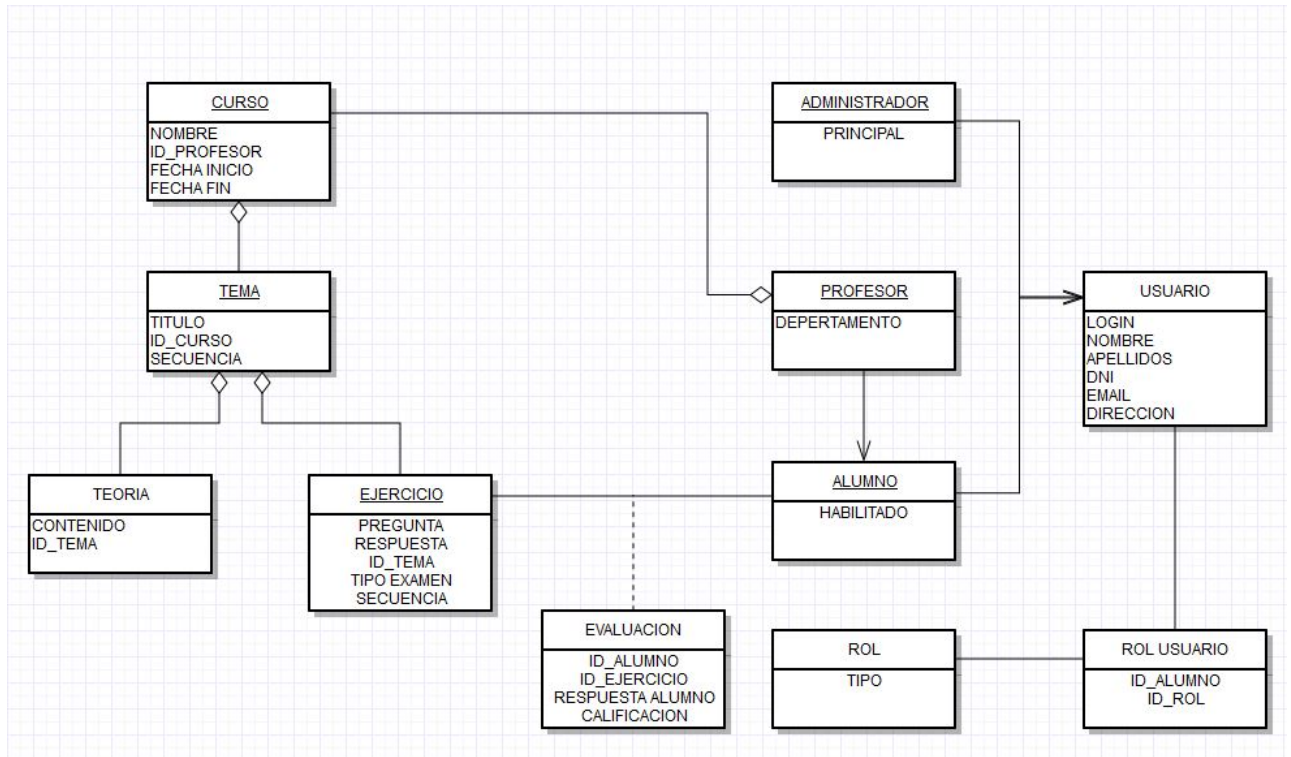 CURSO
NOMBRE
ID_PROFESOR
FECHA INICIO
FECHA FIN
ADMINISTRADOR
PRINCIPAL
TEMA
TITULO
ID_CURSO
SECUENCIA
PROFESOR
DEPERTAMENTO
USUARIO
LOGIN
NOMBRE
APELLIDOS
DNI
EMAIL
DIRECCION
TEORIA
CONTENIDO
ID_TEMA
EJERCICIO
PREGUNTA
RESPUESTA
ID_TEMA
TIPO EXAMEN
SECUENCIA
ALUMNO
HABILITADO
EVALUACION
ID_ALUMNO
ID_EJERCICIO
RESPUESTA ALUMNO
CALIFICACION
ROL
TIPO
ROL USUARIO
ID_ALUMNO
ID_ROL